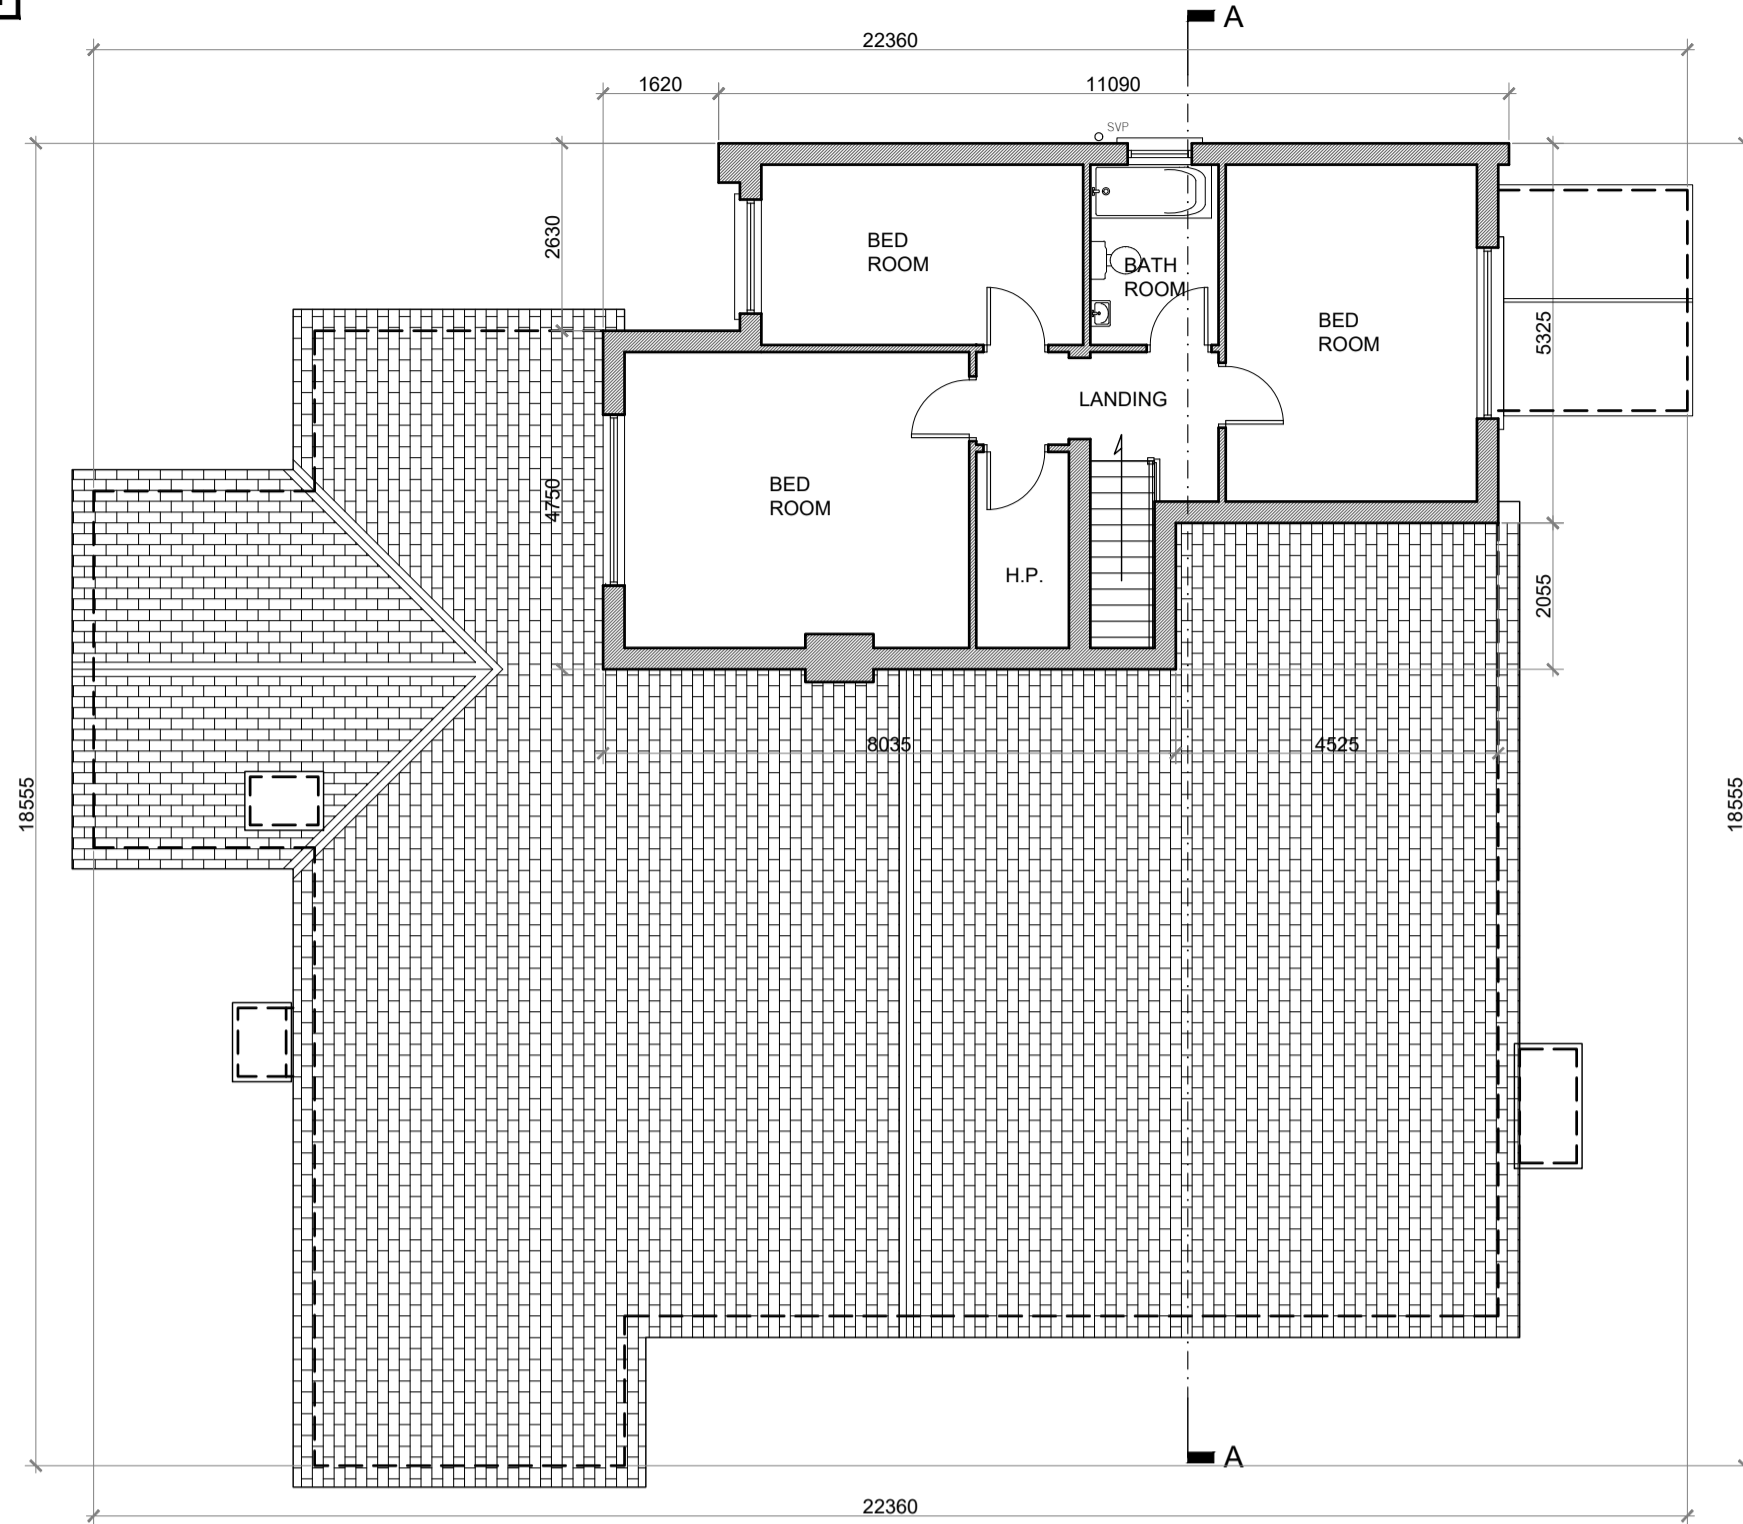 A
22360
1620
11090
SVP
2630
BED
ROOM
BATH
ROOM
BED
ROOM
5325
LANDING
4750
BED
ROOM
H.P.
2055
8035
4525
18555
18555
A
22360